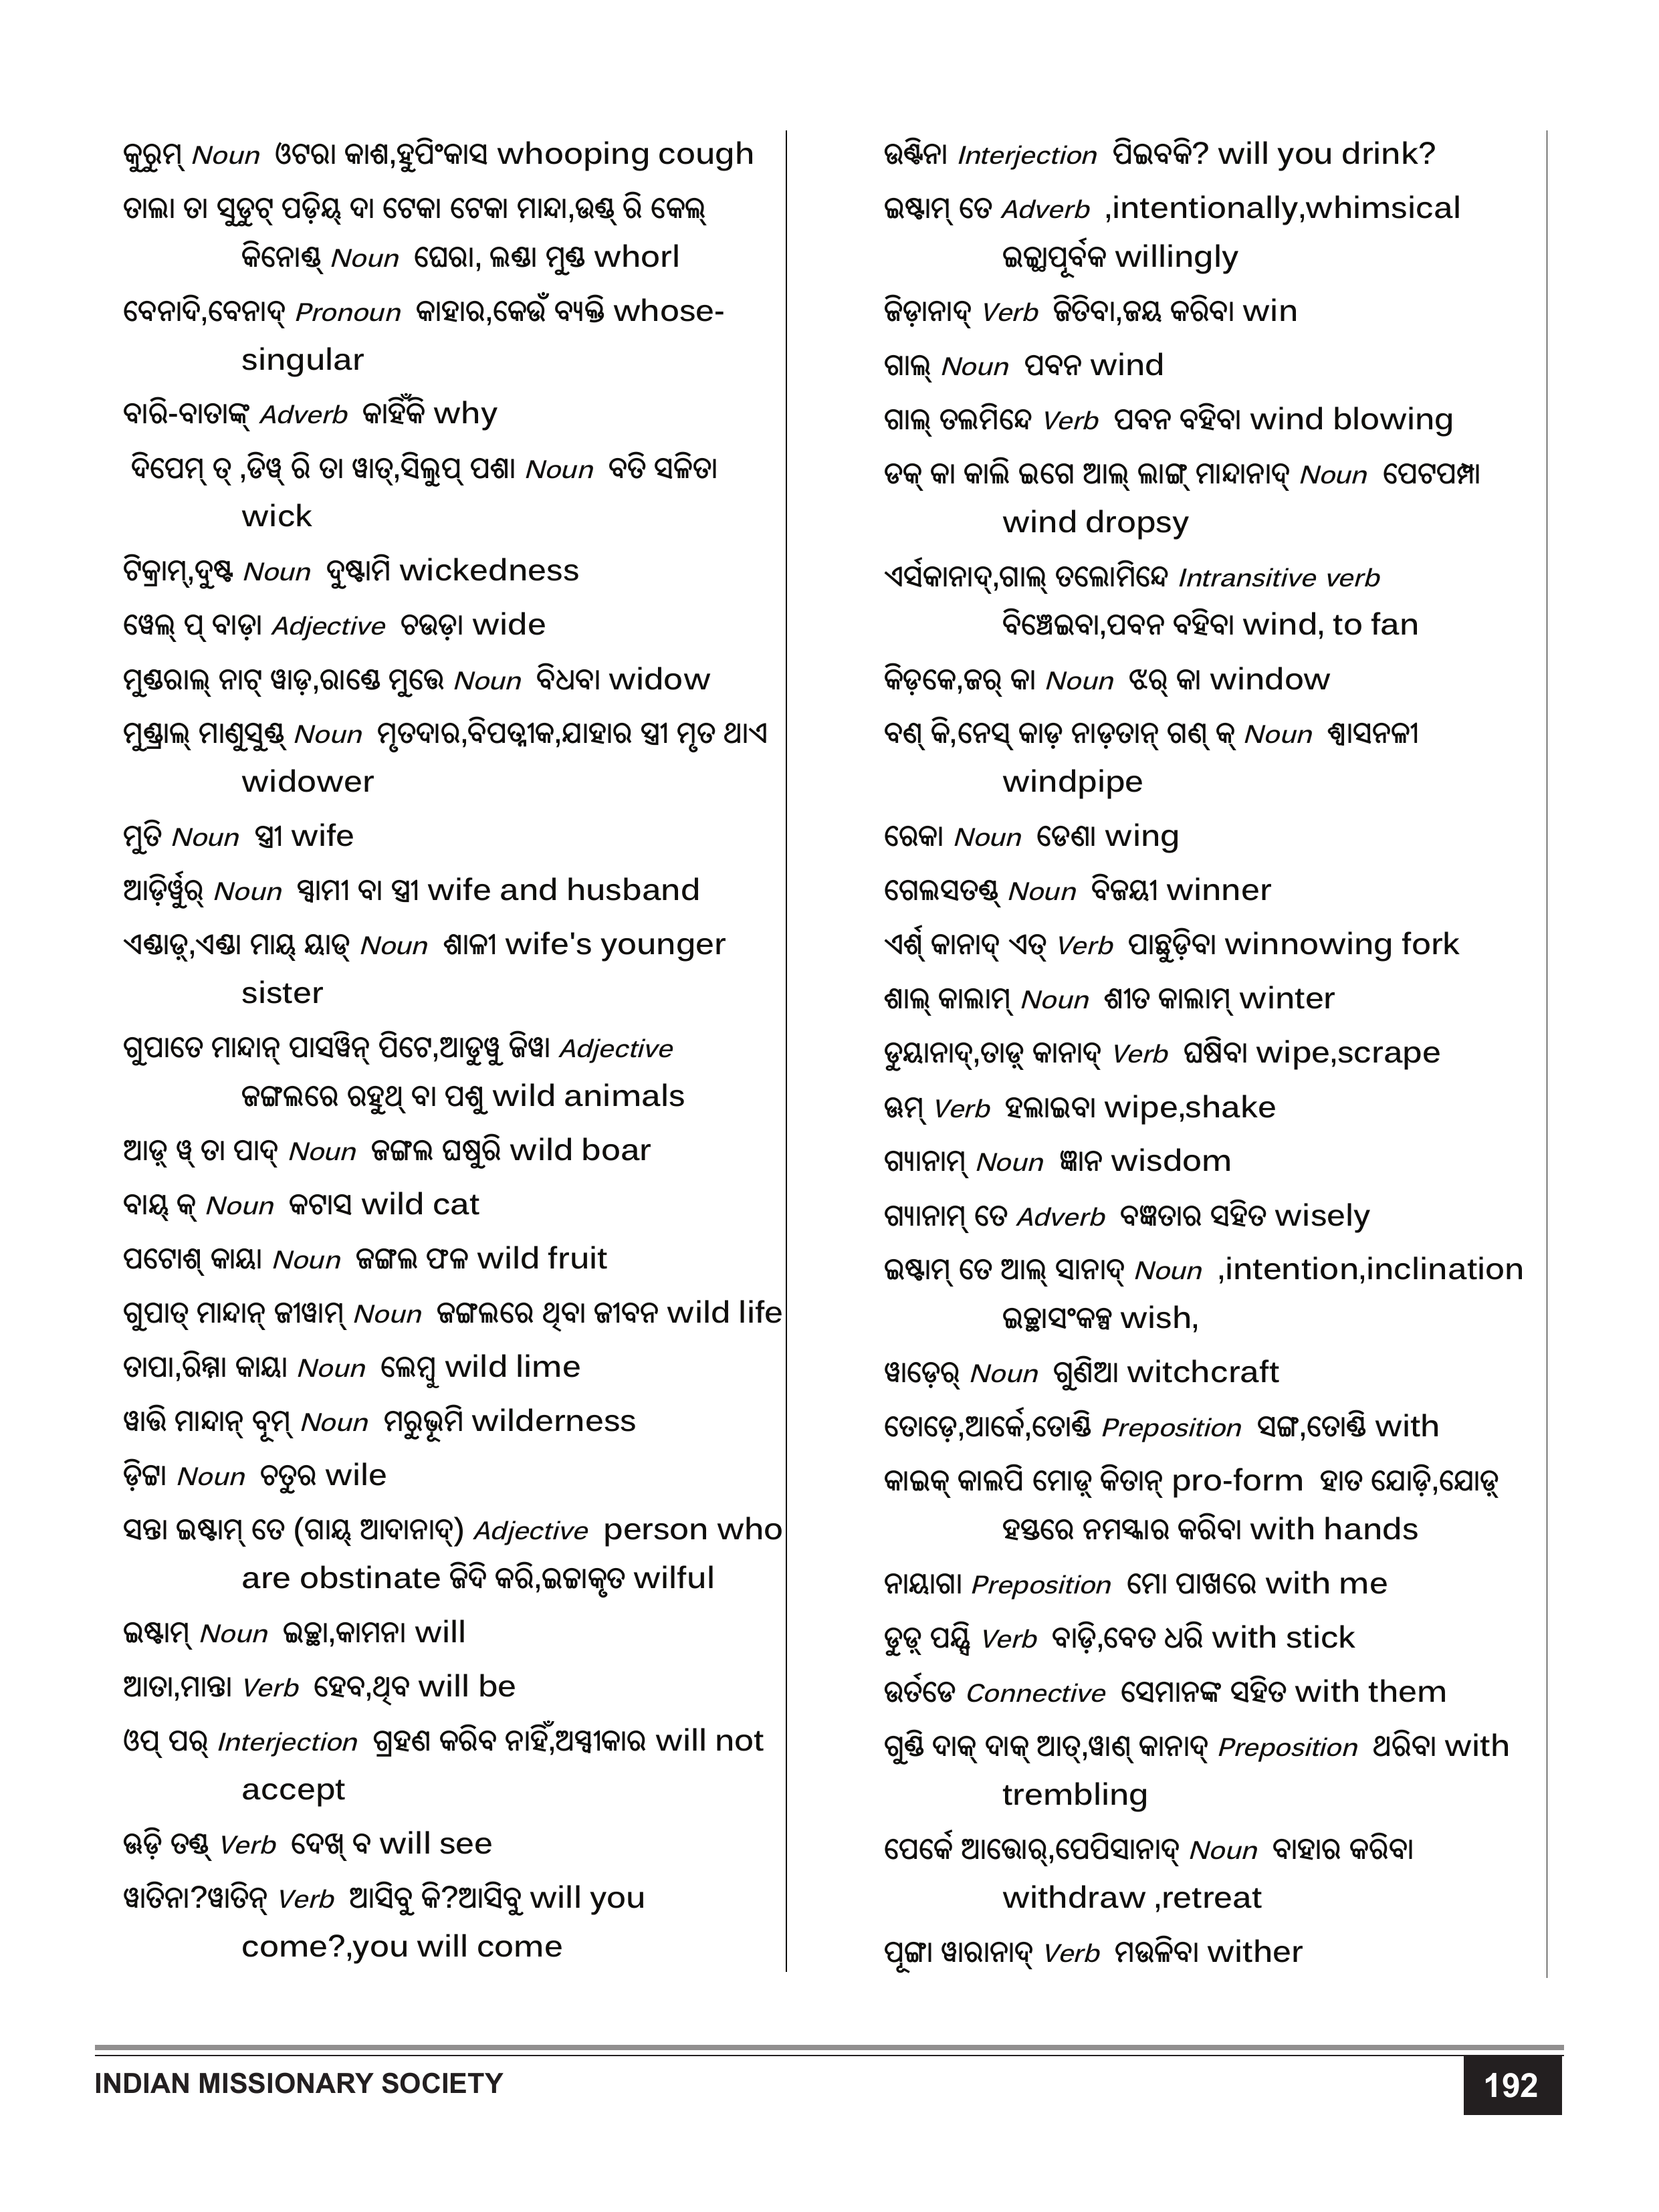 କୁରୁମ୍ Noun ଓଟରା କାଶ,ହୁପିଂକାସ whooping cough
ତାଲା ତା ସୁଡୁଟ୍ ପଡ଼ିୟ୍ ଦା ଟେକା ଟେକା ମାନ୍ଦା,ଉଣ୍ଡ୍ ରି କେଲ୍
କିନୋଣ୍ଡ୍ Noun ଘେରା, ଲଣ୍ଡା ମୁଣ୍ଡ whorl
ବେନାଦି,ବେନାଦ୍ Pronoun କାହାର,କେଉଁ ବ୍ୟକ୍ତି whose-
singular
ବାରି-ବାତାଙ୍କ୍ Adverb କାହିଁକି why
ଦିପେମ୍ ତ୍ ,ଡିୱ୍ ରି ତା ୱାତ୍,ସିଲୁପ୍ ପଶା Noun ବତି ସଳିତା
wick
ଟିକ୍ରାମ୍,ଦୁଷ୍ଟ Noun ଦୁଷ୍ଟାମି wickedness
ୱେଲ୍ ପ୍ ବାଡ଼ା Adjective ଚଉଡ଼ା wide
ମୁଣ୍ଡରାଲ୍ ନାଟ୍ ୱାଡ଼,ରାଣ୍ଡେ ମୁତ୍ତେ Noun ବିଧବା widow
ମୁଣ୍ଡ୍ରାଲ୍ ମାଣୁସୁଣ୍ଡ୍ Noun ମୃତଦାର,ବିପତ୍ନୀକ,ଯାହାର ସ୍ତ୍ରୀ ମୃତ ଥାଏ
widower
ମୁତି Noun ସ୍ତ୍ରୀ wife
ଆଡ଼ିର୍ୱୁର୍ Noun ସ୍ୱାମୀ ବା ସ୍ତ୍ରୀ wife and husband
ଏଣ୍ଡାଡ଼୍,ଏଣ୍ଡା ମାୟ୍ ୟାଡ୍ Noun ଶାଳୀ wife's younger
sister
ଗୁପାତେ ମାନ୍ଦାନ୍ ପାସୱିନ୍ ପିଟେ,ଆଡୁୱୁ ଜିୱା Adjective
ଜଙ୍ଗଲରେ ରହୁଥ୍ ବା ପଶୁ wild animals
ଆଡ଼୍ ୱ୍ ତା ପାଦ୍ Noun ଜଙ୍ଗଲ ଘଷୁରି wild boar
ବାୟ୍ କ୍ Noun କଟାସ wild cat
ପଟୋଶ୍ କାୟା Noun ଜଙ୍ଗଲ ଫଳ wild fruit
ଗୁପାତ୍ ମାନ୍ଦାନ୍ ଜୀୱାମ୍ Noun ଜଙ୍ଗଲରେ ଥିବା ଜୀବନ wild life
ତାପା,ରିମ୍ମା କାୟା Noun ଲେମ୍ବୁ wild lime
ୱାତ୍ତି ମାନ୍ଦାନ୍ ବୂମ୍ Noun ମରୁଭୂମି wilderness
ଡ଼ିଟ୍ଟା Noun ଚତୁର wile
ସନ୍ତା ଇଷ୍ଟାମ୍ ତେ (ଗାୟ୍ ଆଦାନାଦ୍) Adjective person who
are obstinate ଜିଦି କରି,ଇଚ୍ଚାକୃତ wilful
ଇଷ୍ଟାମ୍ Noun ଇଚ୍ଛା,କାମନା will
ଆତା,ମାନ୍ତା Verb ହେବ,ଥିବ will be
ଓପ୍ ପର୍ Interjection ଗ୍ରହଣ କରିବ ନାହିଁ,ଅସ୍ୱୀକାର will not
accept
ଊଡ଼ି ତଣ୍ଡ୍ Verb ଦେଖ୍ ବ will see
ୱାତିନା?ୱାତିନ୍ Verb ଆସିବୁ କି?ଆସିବୁ will you
come?,you will come
ଉଣ୍ଟିନା Interjection ପିଇବକି? will you drink?
ଇଷ୍ଟାମ୍ ତେ Adverb ,intentionally,whimsical
ଇଚ୍ଛାପୂର୍ବକ willingly
ଜିଡ଼ାନାଦ୍ Verb ଜିତିବା,ଜୟ କରିବା win
ଗାଲ୍ Noun ପବନ wind
ଗାଲ୍ ତଲମିନ୍ଦେ Verb ପବନ ବହିବା wind blowing
ଡକ୍ କା କାଲି ଇଗେ ଆଲ୍ ଲାଙ୍ଗ୍ ମାନ୍ଦାନାଦ୍ Noun ପେଟପମ୍ପା
wind dropsy
ଏର୍ସକାନାଦ୍,ଗାଲ୍ ତଲୋମିନ୍ଦେ Intransitive verb
ବିଞ୍ଚେଇବା,ପବନ ବହିବା wind, to fan
କିଡ଼କେ,ଜର୍ କା Noun ଝର୍ କା window
ବଣ୍ କି,ନେସ୍ କାଡ଼ ନାଡ଼ତାନ୍ ଗଣ୍ କ୍ Noun ଶ୍ୱାସନଳୀ
windpipe
ରେକା Noun ଡେଣା wing
ଗେଲସତଣ୍ଡ୍ Noun ବିଜୟୀ winner
ଏର୍ଶ୍ କାନାଦ୍ ଏତ୍ Verb ପାଛୁଡ଼ିବା winnowing fork
ଶାଲ୍ କାଲାମ୍ Noun ଶୀତ କାଲାମ୍ winter
ଡୁୟାନାଦ୍,ତାଡ଼୍ କାନାଦ୍ Verb ଘଷିବା wipe,scrape
ଊମ୍ Verb ହଲାଇବା wipe,shake
ଗ୍ୟାନାମ୍ Noun ଜ୍ଞାନ wisdom
ଗ୍ୟାନାମ୍ ତେ Adverb ବଜ୍ଞତାର ସହିତ wisely
ଇଷ୍ଟାମ୍ ତେ ଆଲ୍ ସାନାଦ୍ Noun ,intention,inclination
ଇଚ୍ଛାସଂକଳ୍ପ wish,
ୱାଡ଼େର୍ Noun ଗୁଣିଆ witchcraft
ତୋଡ଼େ,ଆର୍କେ,ତୋଣ୍ଡି Preposition ସଙ୍ଗ,ତୋଣ୍ଡି with
କାଇକ୍ କାଲପି ମୋଡ଼୍ କିତାନ୍ pro-form ହାତ ଯୋଡ଼ି,ଯୋଡ଼୍
ହସ୍ତରେ ନମସ୍କାର କରିବା with hands
ନାୟାଗା Preposition ମୋ ପାଖରେ with me
ଡୁଡ଼୍ ପୟ୍ସି Verb ବାଡ଼ି,ବେତ ଧରି with stick
ଉର୍ତଡେ Connective ସେମାନଙ୍କ ସହିତ with them
ଗୁଣ୍ଡି ଦାକ୍ ଦାକ୍ ଆତ୍,ୱାଣ୍ କାନାଦ୍ Preposition ଥରିବା with
trembling
ପେର୍କେ ଆତ୍ତୋର୍,ପେପିସାନାଦ୍ Noun ବାହାର କରିବା
withdraw ,retreat
ପୂଙ୍ଗା ୱାରାନାଦ୍ Verb ମଉଳିବା wither
INDIAN MISSIONARY SOCIETY
192